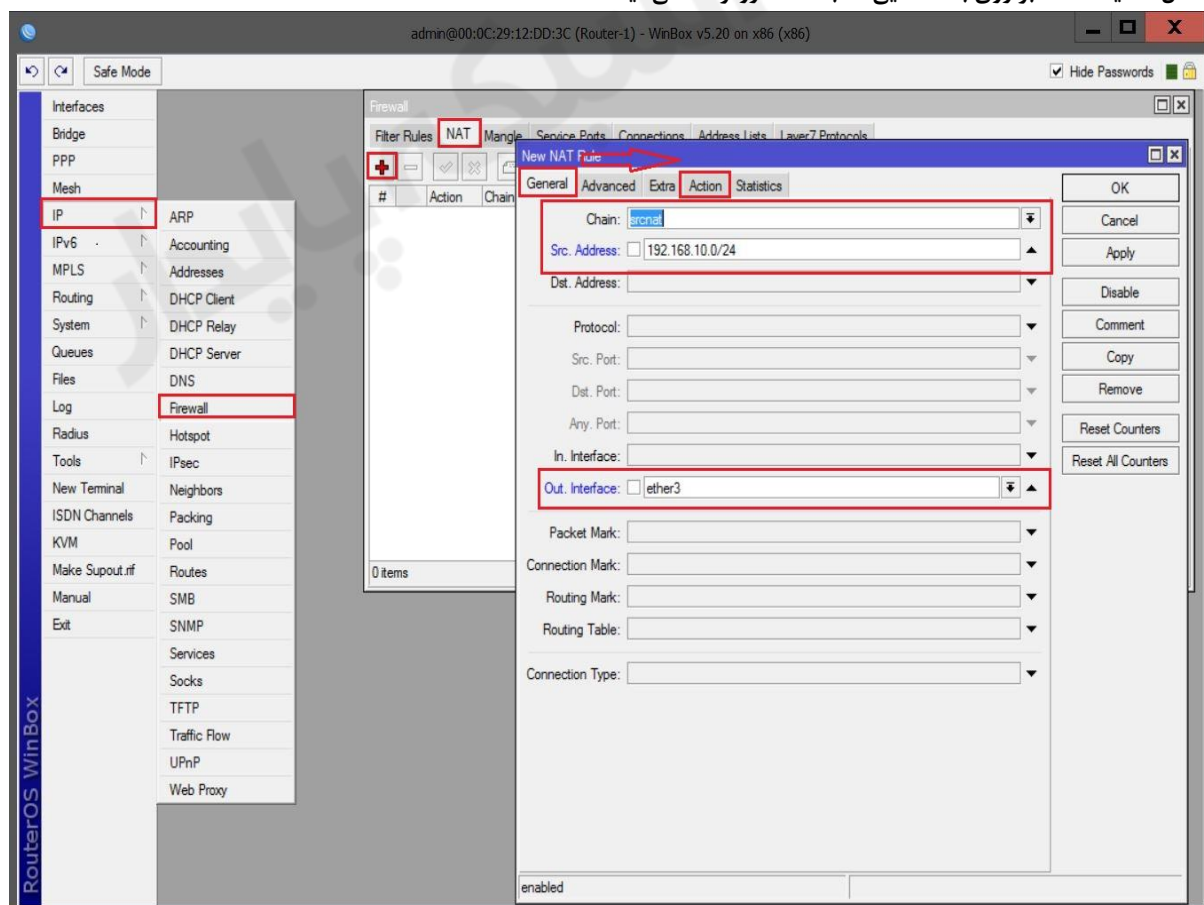 admin@00:0C:29:12:DD:3C (Router-1) - WinBox v5.20 on x86 (x86)
Safe Mode
Hide Passwords
Interfaces
Bridge
PPP
Mesh
IP
IPv6
MPLS
Routing
System
Queues
Files
Log
Radius
Tools
New Terminal
ISDN Channels
KVM
Make Supout.rif
Manual
Exit
RouterOS WinBox
ARP
Accounting
Addresses
DHCP Client
DHCP Relay
DHCP Server
DNS
Firewall
Hotspot
IPsec
Neighbors
Packing
Pool
Routes
SMB
SNMP
Services
Socks
TFTP
Traffic Flow
UPnP
Web Proxy
Firewall
Filter Rules NAT Mangle Service Ports Connections Address Lists Layer7 Protocols
# Action Chain
0 items
New NAT Rule
General Advanced Extra Action Statistics
Chain: srcnat
Src. Address: 192.168.10.0/24
Dst. Address:
Protocol:
Src. Port:
Dst. Port:
Any. Port:
In. Interface:
Out. Interface: ether3
Packet Mark:
Connection Mark:
Routing Mark:
Routing Table:
Connection Type:
enabled
OK
Cancel
Apply
Disable
Comment
Copy
Remove
Reset Counters
Reset All Counters